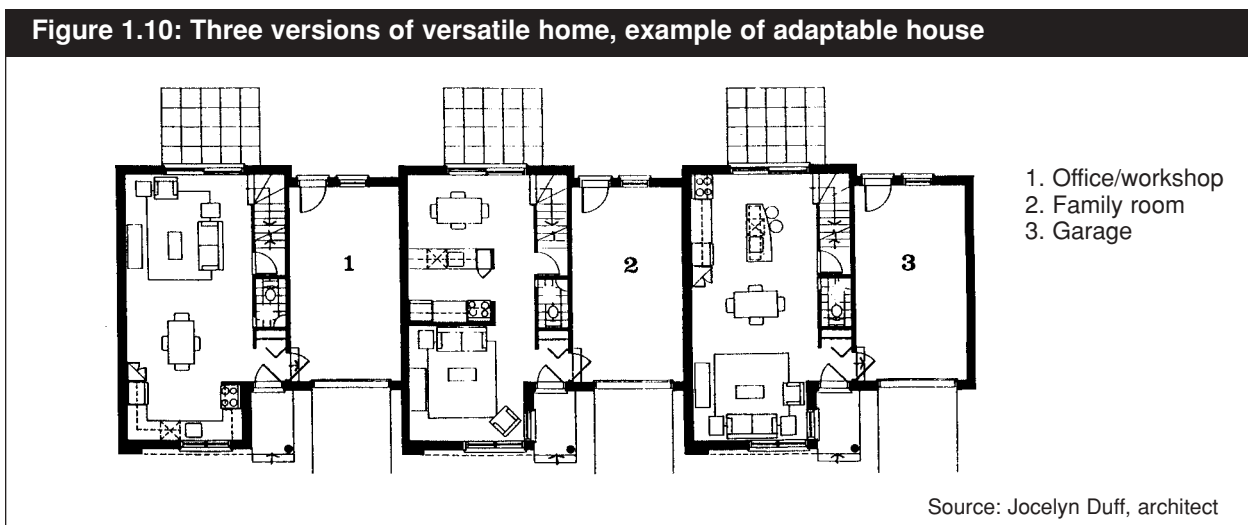 Figure 1.10: Three versions of versatile home, example of adaptable house
1
2
3
1. Office/workshop
2. Family room
3. Garage
Source: Jocelyn Duff, architect